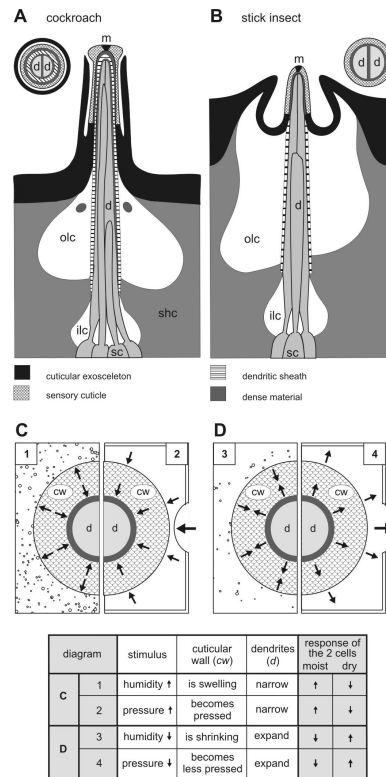 A cockroach
B stick insect
m
m
d d
d d
d
d
olc
olc
shc
ilc
ilc
sc
sc
cuticular exosceleton
dendritic sheath
sensory cuticle
dense material
C D
1 2 3 4
cw cw cw cw
d d d d
diagram stimulus cuticular wall (cw) dendrites (d) response of the 2 cells
moist dry
C 1 humidity ↑ is swelling narrow ↑ ↓
2 pressure ↑ becomes pressed narrow ↑ ↓
D 3 humidity ↓ is shrinking expand ↓ ↑
4 pressure ↓ becomes less pressed expand ↓ ↑